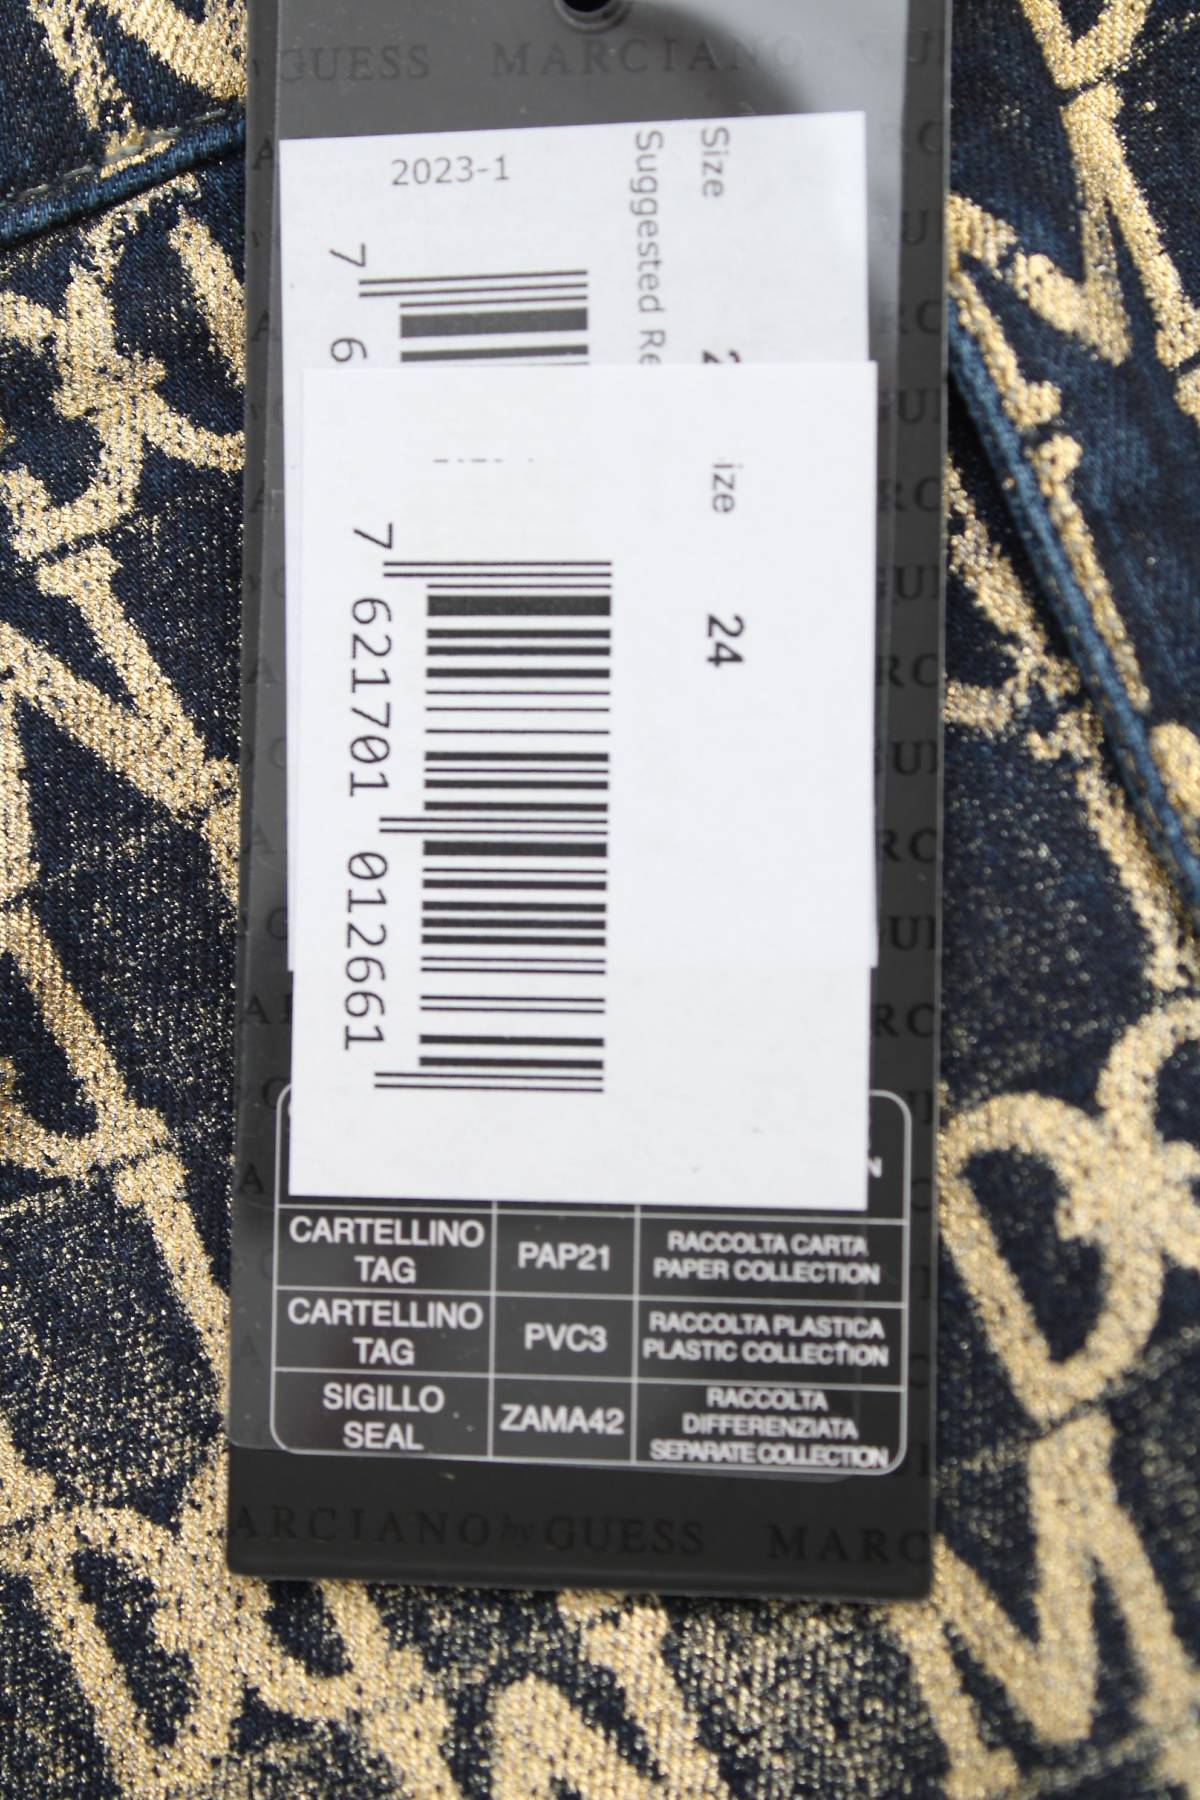 GUESS MARCIANO
2023-1
Size
Suggested Re
7 6
ize 24
7 621701 012661
CARTELLINO
TAG
PAP21
RACCOLTA CARTA
PAPER COLLECTION
CARTELLINO
TAG
PVC3
RACCOLTA PLASTICA
PLASTIC COLLECTION
SIGILLO
SEAL
ZAMA42
RACCOLTA
DIFFERENZIATA
SEPARATE COLLECTION
ARCIANO by GUESS MARC